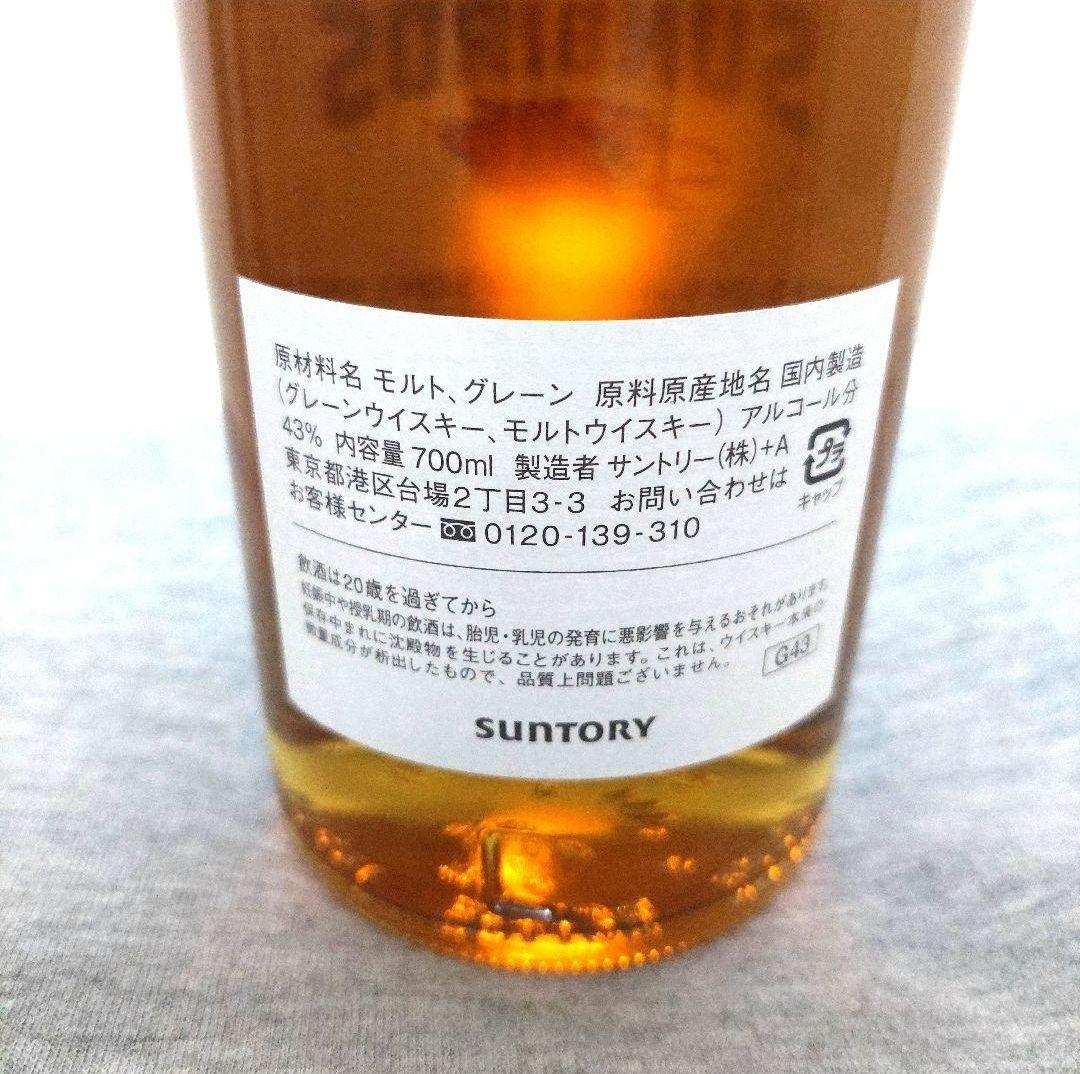 原材料名 モルト、グレーン 原料原産地名 国内製造
(グレーンウイスキー、モルトウイスキー) アルコール分
43% 内容量 700ml 製造者 サントリー(株)+A
東京都港区台場2丁目3-3 お問い合わせは
お客様センター 0120-139-310
プラ
キャップ
飲酒は20歳を過ぎてから
妊娠中や授乳期の飲酒は、胎児・乳児の発育に悪影響を与えるおそれがあります。
保存中まれに沈殿物を生じることがあります。これは、ウイスキー本来の
微量成分が析出したもので、品質上問題ございません。
G43
SUNTORY